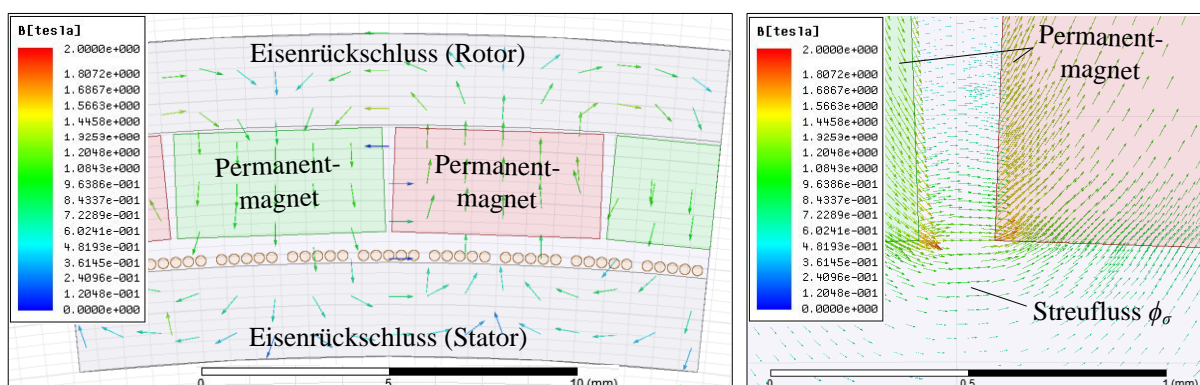 B[tesla]
2.0000e+000
1.8072e+000
1.6867e+000
1.5663e+000
1.4458e+000
1.3253e+000
1.2048e+000
1.0843e+000
9.6386e-001
8.4337e-001
7.2289e-001
6.0241e-001
4.8193e-001
3.6145e-001
2.4096e-001
1.2048e-001
0.0000e+000
Eisenrückschluss (Rotor)
Permanent-
magnet
Permanent-
magnet
Eisenrückschluss (Stator)
0
5
10 (mm)
B[tesla]
2.0000e+000
1.8072e+000
1.6867e+000
1.5663e+000
1.4458e+000
1.3253e+000
1.2048e+000
1.0843e+000
9.6386e-001
8.4337e-001
7.2289e-001
6.0241e-001
4.8193e-001
3.6145e-001
2.4096e-001
1.2048e-001
0.0000e+000
Permanent-
magnet
Streufluss ϕσ
0
0.5
1 (mm)